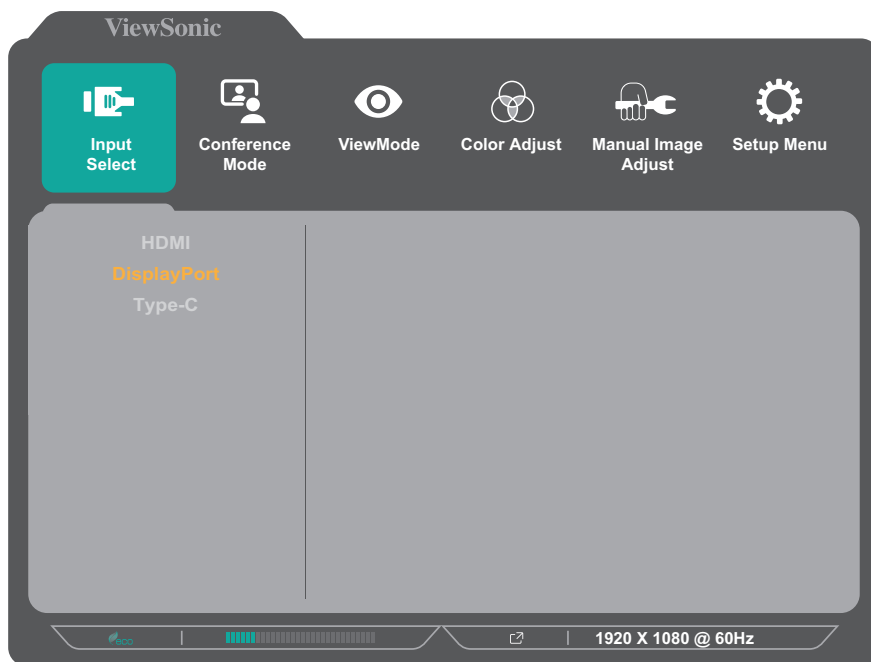 ViewSonic
Input
Select
Conference
Mode
ViewMode
Color Adjust
Manual Image
Adjust
Setup Menu
HDMI
DisplayPort
Type-C
eco
1920 X 1080 @ 60Hz